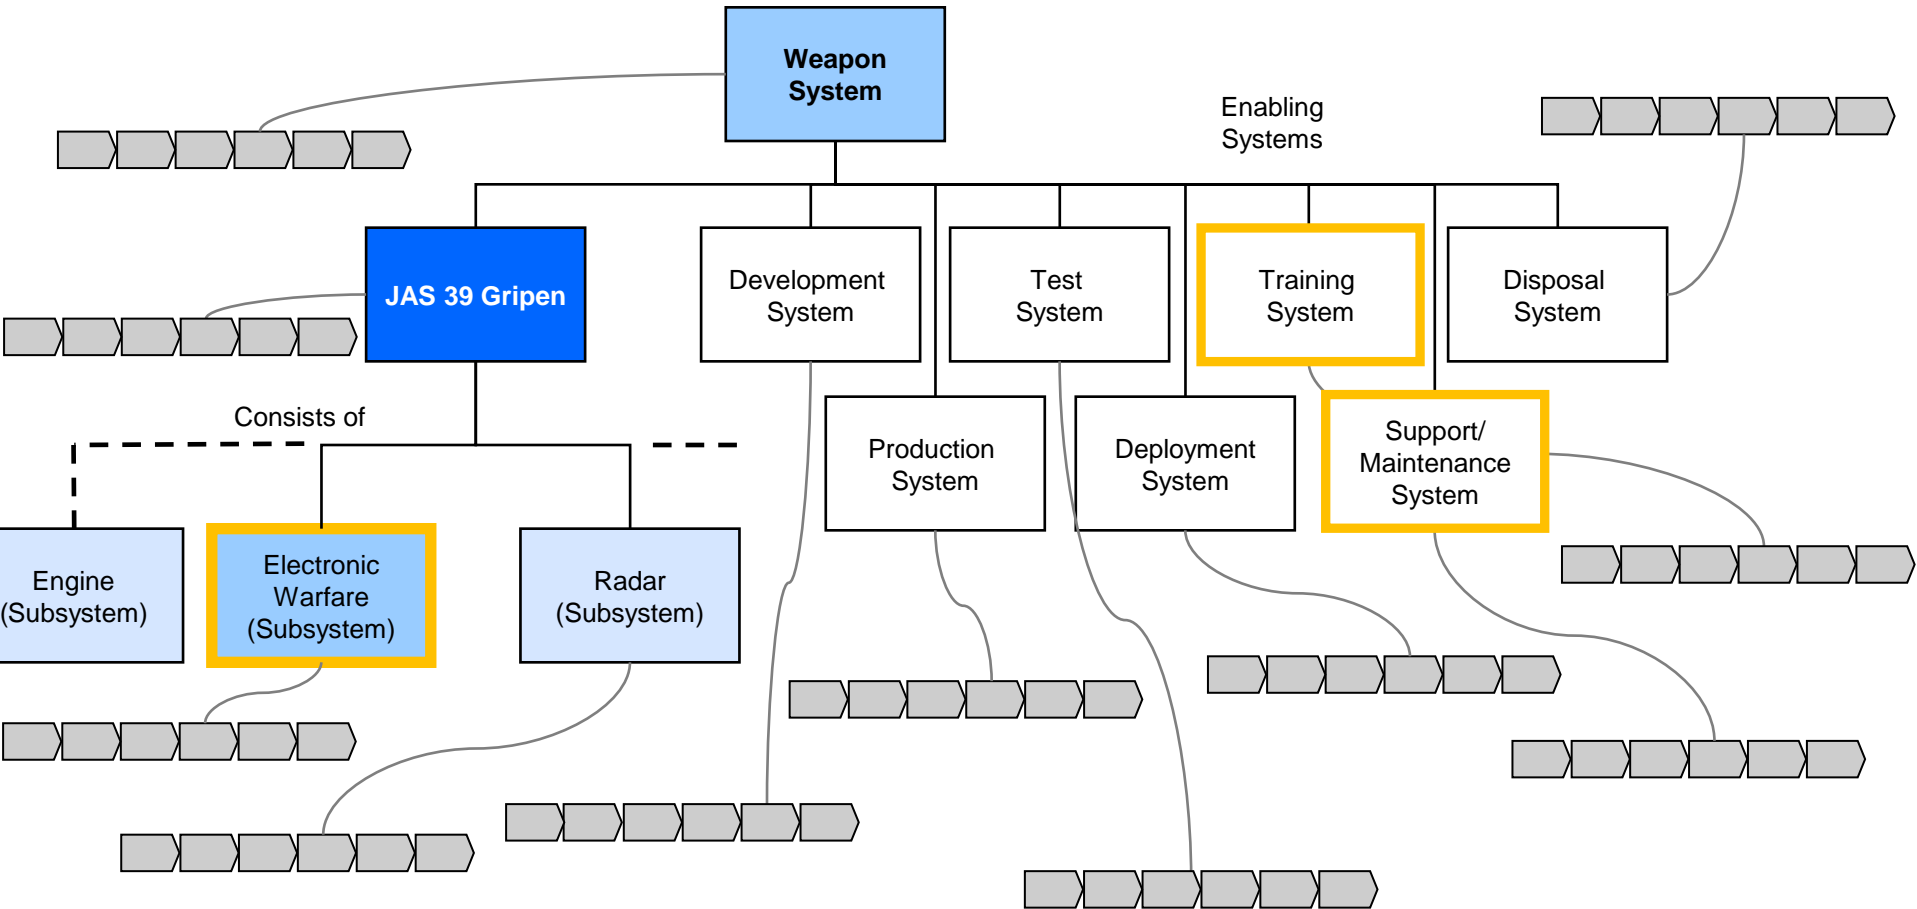 Weapon
System
Enabling
Systems
JAS 39 Gripen
Development
System
Test
System
Training
System
Disposal
System
Consists of
Production
System
Deployment
System
Support/
Maintenance
System
Engine
(Subsystem)
Electronic
Warfare
(Subsystem)
Radar
(Subsystem)